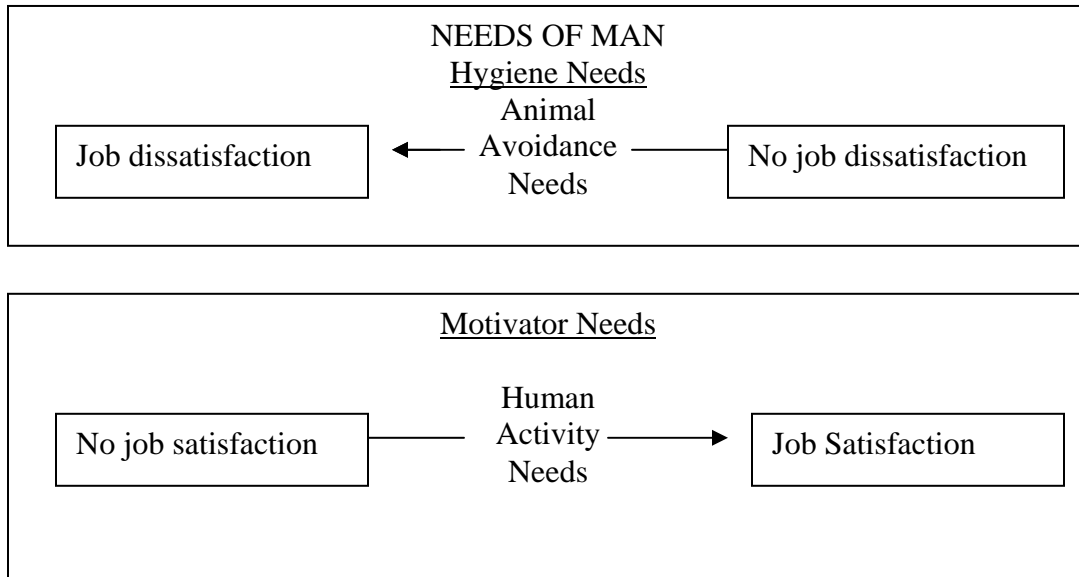 NEEDS OF MAN
Hygiene Needs
Animal
Avoidance
Needs
Job dissatisfaction
No job dissatisfaction
Motivator Needs
Human
Activity
Needs
No job satisfaction
Job Satisfaction